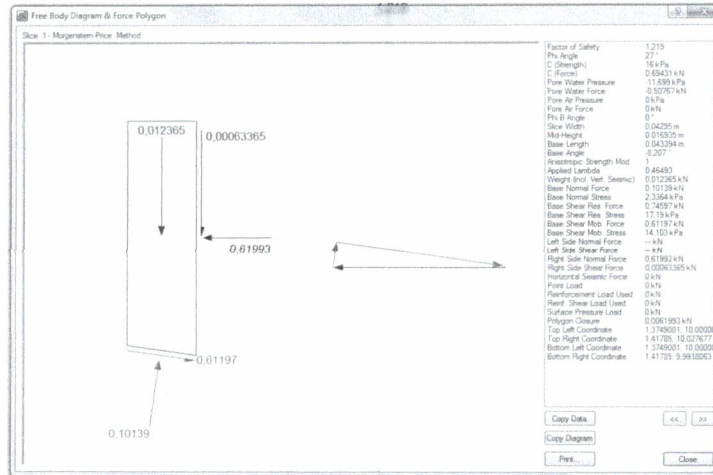 1,219
Free Body Diagram & Force Polygon
Slice 1 - Morgenstern-Price Method
0,012365
0,00063365
0,61993
0,61197
0,10139
Factor of Safety 1,219
Phi Angle 27 °
C (Strength) 16 kPa
C (Force) 0,69431 kN
Pore Water Pressure -11,699 kPa
Pore Water Force -0,50767 kN
Pore Air Pressure 0 kPa
Pore Air Force 0 kN
Phi B Angle 0 °
Slice Width 0,04295 m
Mid-Height 0,016935 m
Base Length 0,043394 m
Base Angle -8,207 °
Anisotropic Strength Mod. 1
Applied Lambda 0,46493
Weight (incl. Vert. Seismic) 0,012365 kN
Base Normal Force 0,10139 kN
Base Normal Stress 2,3364 kPa
Base Shear Res. Force 0,74597 kN
Base Shear Res. Stress 17,19 kPa
Base Shear Mob. Force 0,61197 kN
Base Shear Mob. Stress 14,103 kPa
Left Side Normal Force --- kN
Left Side Shear Force --- kN
Right Side Normal Force 0,61993 kN
Right Side Shear Force 0,00063365 kN
Horizontal Seismic Force 0 kN
Point Load 0 kN
Reinforcement Load Used 0 kN
Reinf. Shear Load Used 0 kN
Surface Pressure Load 0 kN
Polygon Closure 0,0061993 kN
Top Left Coordinate 1,3749001; 10,00000
Top Right Coordinate 1,41785; 10,027677
Bottom Left Coordinate 1,3749001; 10,00000
Bottom Right Coordinate 1,41785; 9,9938063
Copy Data
<<
>>
Copy Diagram
Print...
Close